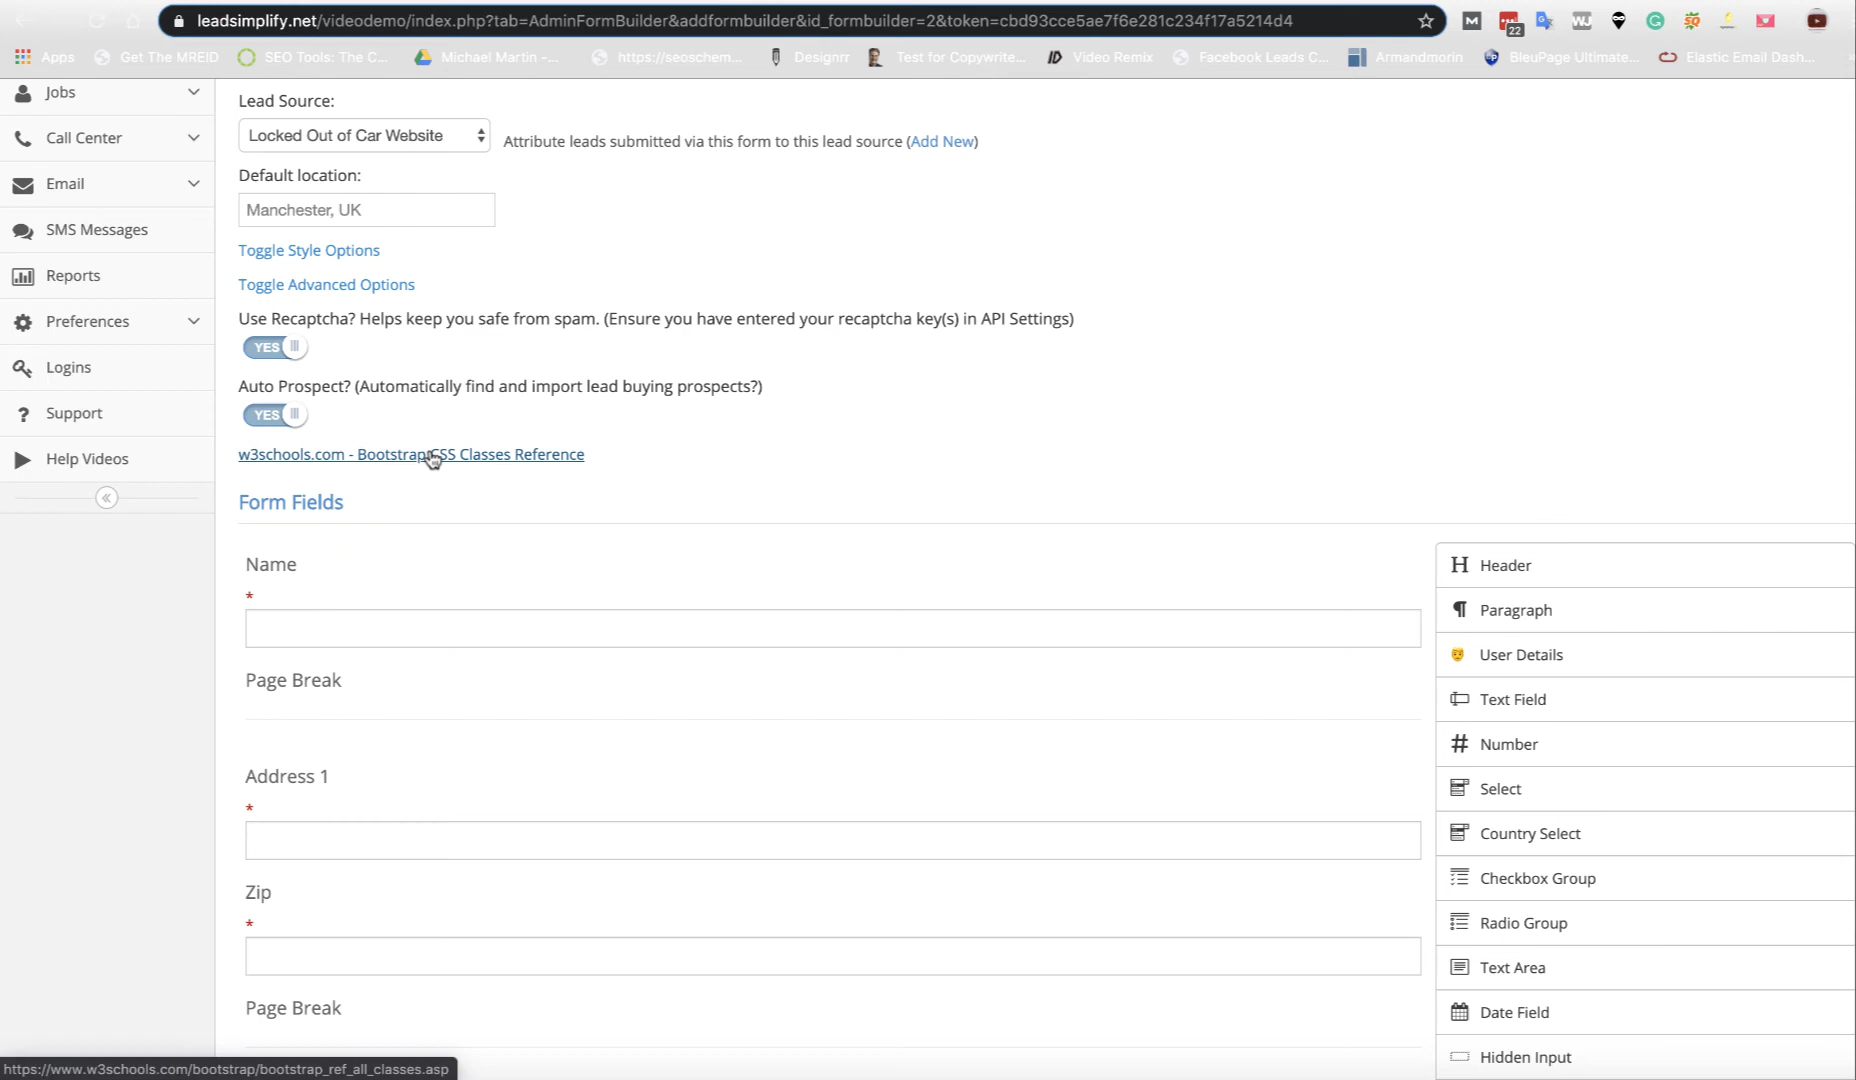 leadsimplify.net/videodemo/index.php?tab=AdminFormBuilder&addformbuilder&id_formbuilder=2&token=cbd93cce5ae7f6e281c234f17a5214d4
M
22
WJ
G
SQ
Apps
Get The MREID
SEO Tools: The C...
Michael Martin -...
https://seoschem...
Designrr
Test for Copywrite...
ID Video Remix
Facebook Leads C...
Armandmorin
BleuPage Ultimate...
Elastic Email Dash...
Jobs
Call Center
Email
SMS Messages
Reports
Preferences
Logins
? Support
Help Videos
Lead Source:
Locked Out of Car Website
Attribute leads submitted via this form to this lead source (Add New)
Default location:
Manchester, UK
Toggle Style Options
Toggle Advanced Options
Use Recaptcha? Helps keep you safe from spam. (Ensure you have entered your recaptcha key(s) in API Settings)
YES
Auto Prospect? (Automatically find and import lead buying prospects?)
YES
w3schools.com - Bootstrap CSS Classes Reference
Form Fields
Name
*
Page Break
Address 1
*
Zip
*
Page Break
H Header
¶ Paragraph
User Details
Text Field
# Number
Select
Country Select
Checkbox Group
Radio Group
Text Area
Date Field
Hidden Input
https://www.w3schools.com/bootstrap/bootstrap_ref_all_classes.asp